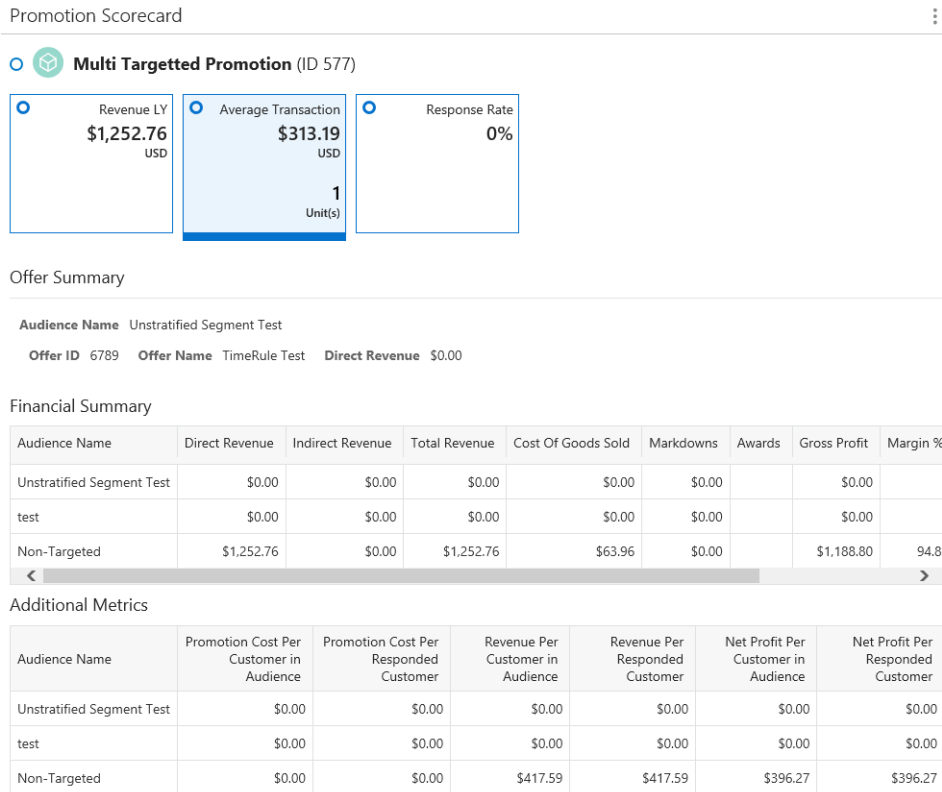 Promotion Scorecard
Multi Targetted Promotion (ID 577)
Revenue LY
$1,252.76
USD
Average Transaction
$313.19
USD
1
Unit(s)
Response Rate
0%
Offer Summary
Audience Name Unstratified Segment Test
Offer ID 6789 Offer Name TimeRule Test Direct Revenue $0.00
Financial Summary
Audience Name Direct Revenue Indirect Revenue Total Revenue Cost Of Goods Sold Markdowns Awards Gross Profit Margin %
Unstratified Segment Test $0.00 $0.00 $0.00 $0.00 $0.00 $0.00
test $0.00 $0.00 $0.00 $0.00 $0.00 $0.00
Non-Targeted $1,252.76 $0.00 $1,252.76 $63.96 $0.00 $1,188.80 94.8
Additional Metrics
Audience Name
Promotion Cost Per
Customer in
Audience
Promotion Cost Per
Responded
Customer
Revenue Per
Customer in
Audience
Revenue Per
Responded
Customer
Net Profit Per
Customer in
Audience
Net Profit Per
Responded
Customer
Unstratified Segment Test $0.00 $0.00 $0.00 $0.00 $0.00 $0.00
test $0.00 $0.00 $0.00 $0.00 $0.00 $0.00
Non-Targeted $0.00 $0.00 $417.59 $417.59 $396.27 $396.27